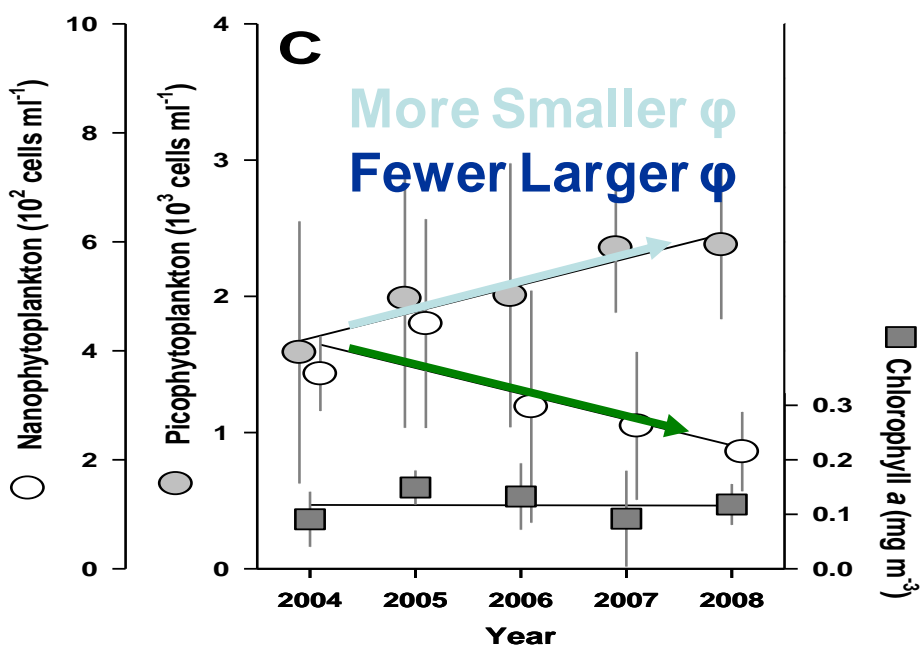 C
More Smaller φ
Fewer Larger φ
Nanophytoplankton (10² cells ml⁻¹)
10
8
6
4
2
0
Picophytoplankton (10³ cells ml⁻¹)
4
3
2
1
0
Chlorophyll a (mg m⁻³)
0.3
0.2
0.1
0.0
2004 2005 2006 2007 2008
Year